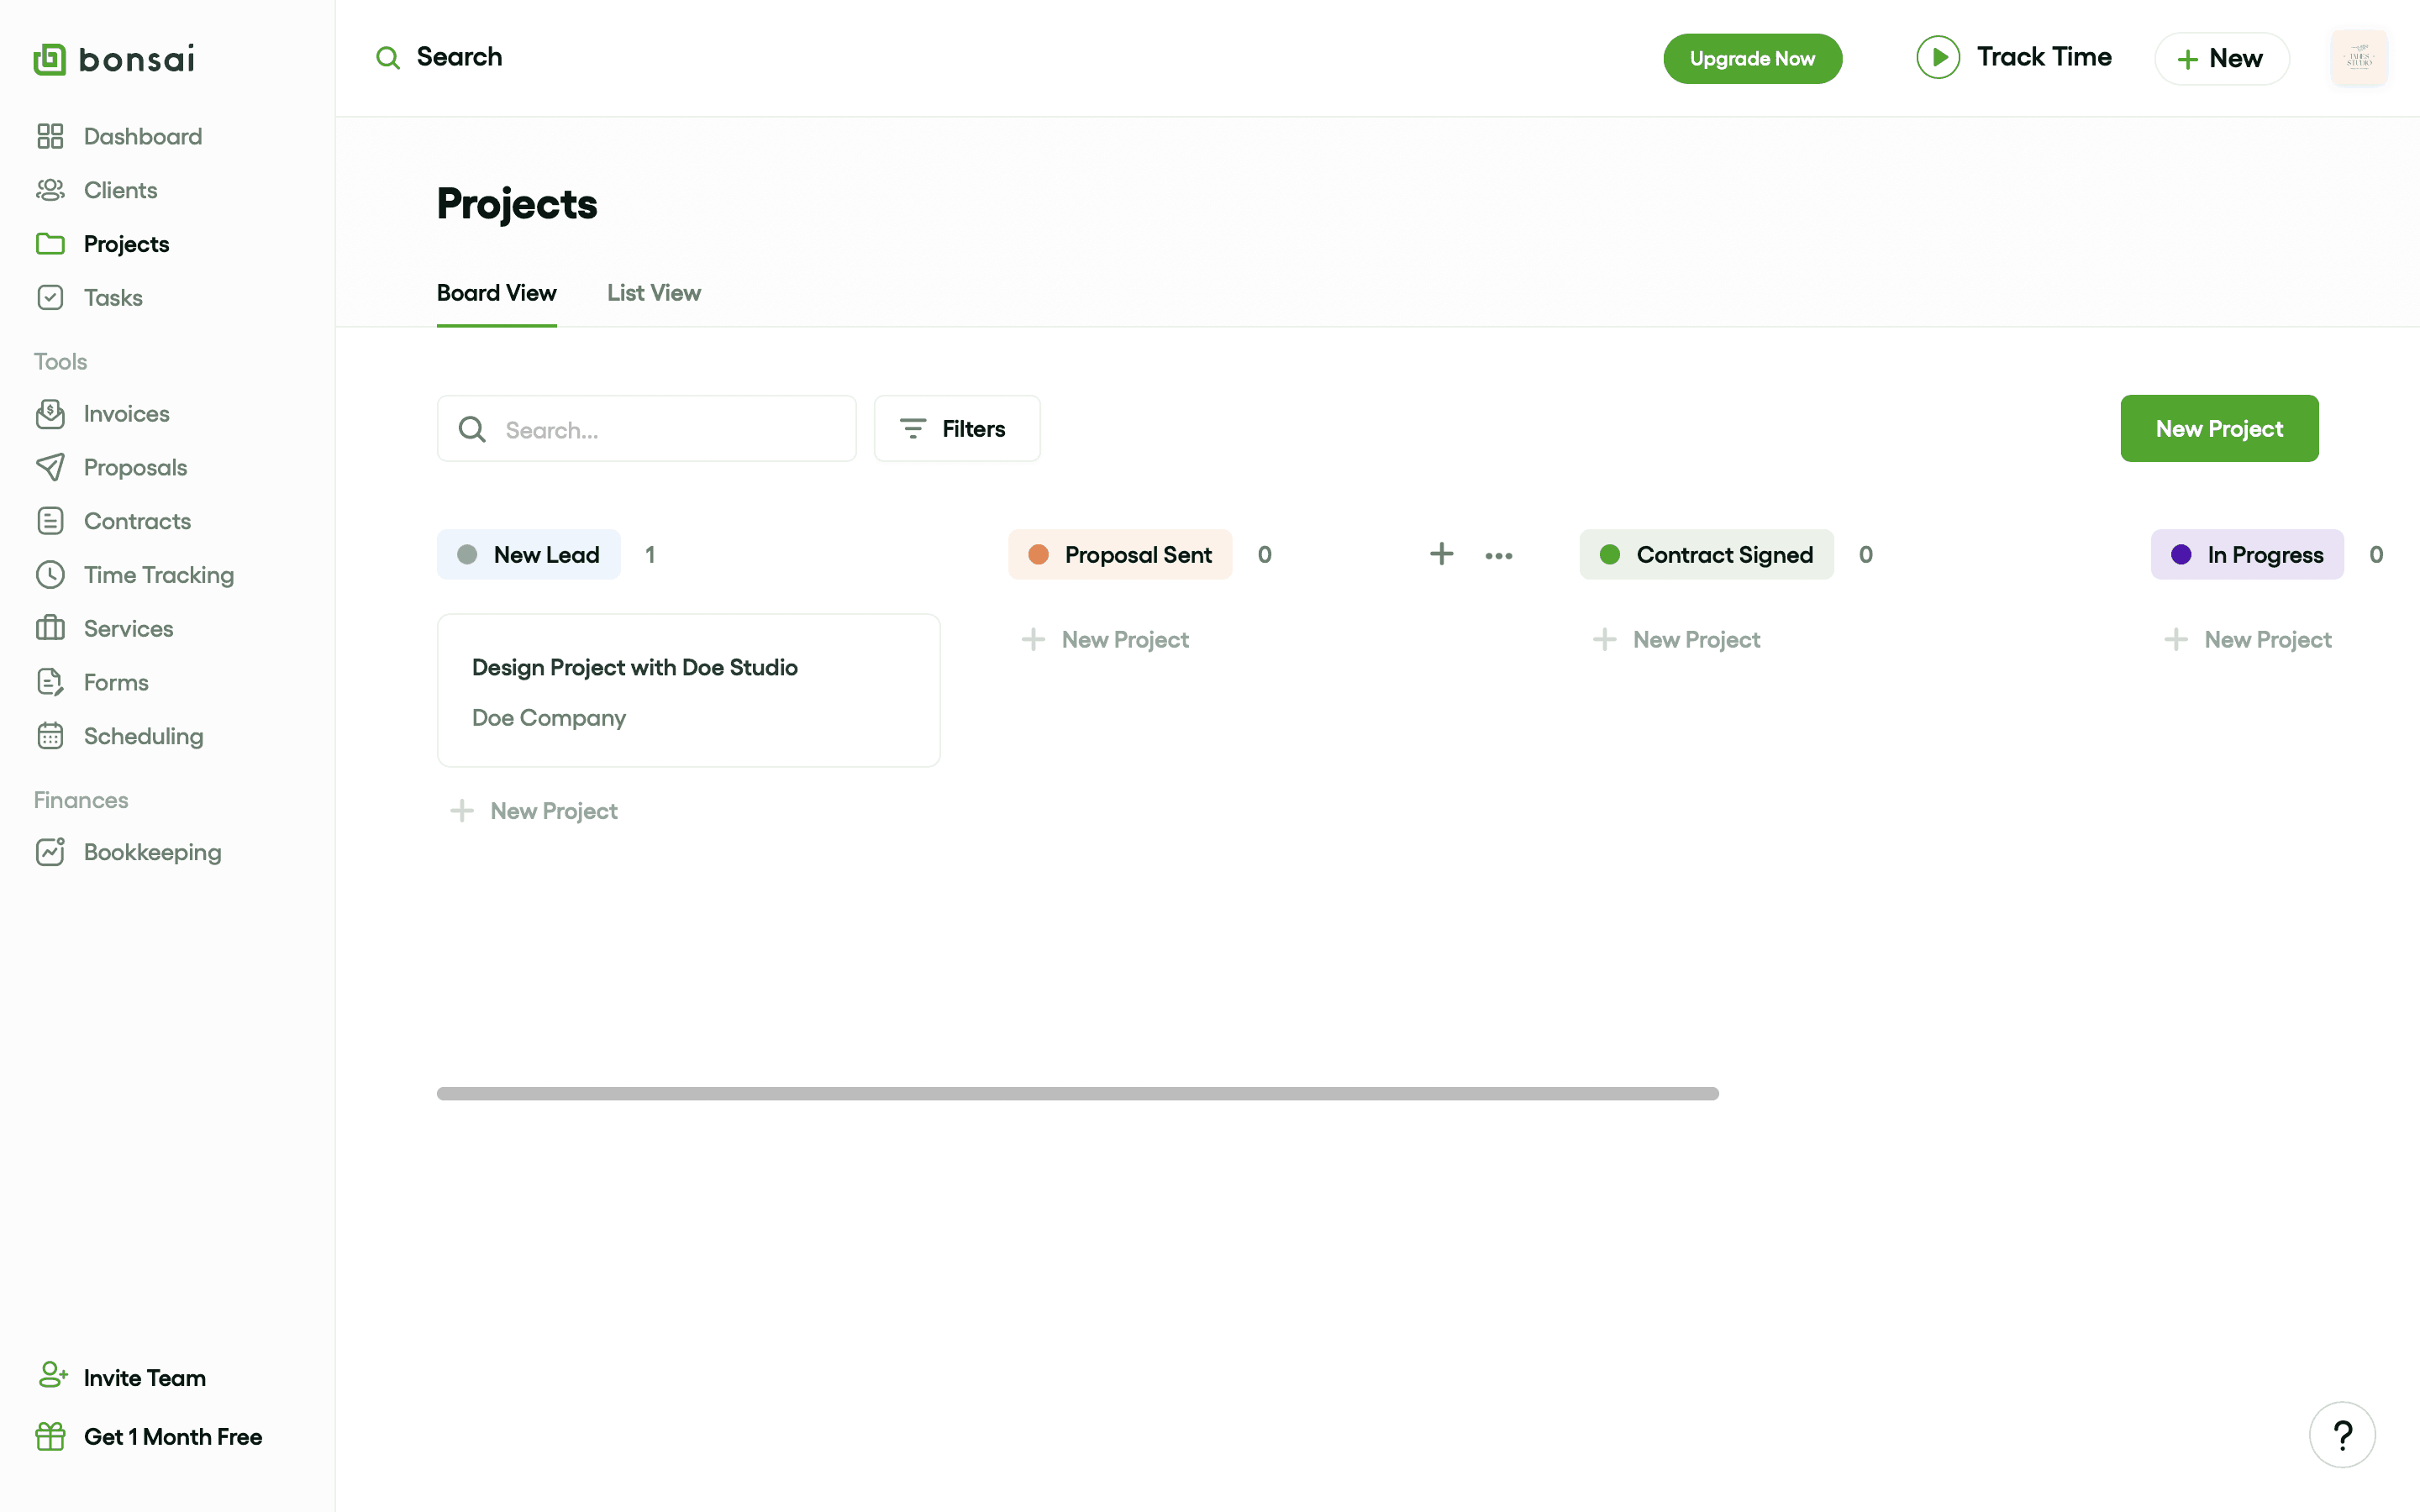 bonsai
Dashboard
Clients
Projects
Tasks
Tools
Invoices
Proposals
Contracts
Time Tracking
Services
Forms
Scheduling
Finances
Bookkeeping
Invite Team
Get 1 Month Free
Search
Upgrade Now
Track Time
New
Projects
Board View
List View
Search...
Filters
New Project
New Lead 1
Design Project with Doe Studio
Doe Company
New Project
Proposal Sent 0
New Project
Contract Signed 0
New Project
In Progress 0
New Project
?